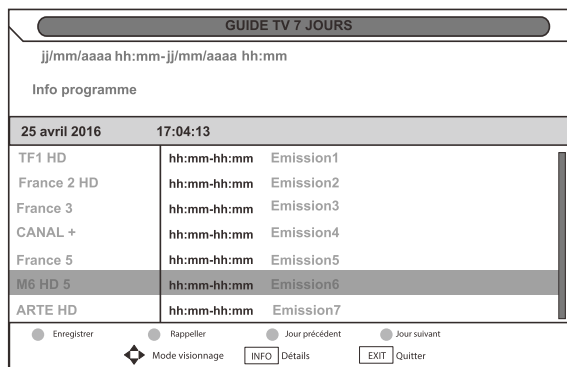 GUIDE TV 7 JOURS
jj/mm/aaaa hh:mm-jj/mm/aaaa hh:mm
Info programme
25 avril 2016 17:04:13
TF1 HD hh:mm-hh:mm Emission1
France 2 HD hh:mm-hh:mm Emission2
France 3 hh:mm-hh:mm Emission3
CANAL + hh:mm-hh:mm Emission4
France 5 hh:mm-hh:mm Emission5
M6 HD 5 hh:mm-hh:mm Emission6
ARTE HD hh:mm-hh:mm Emission7
Enregistrer Rappeller Jour précédent Jour suivant
Mode visionnage INFO Détails EXIT Quitter